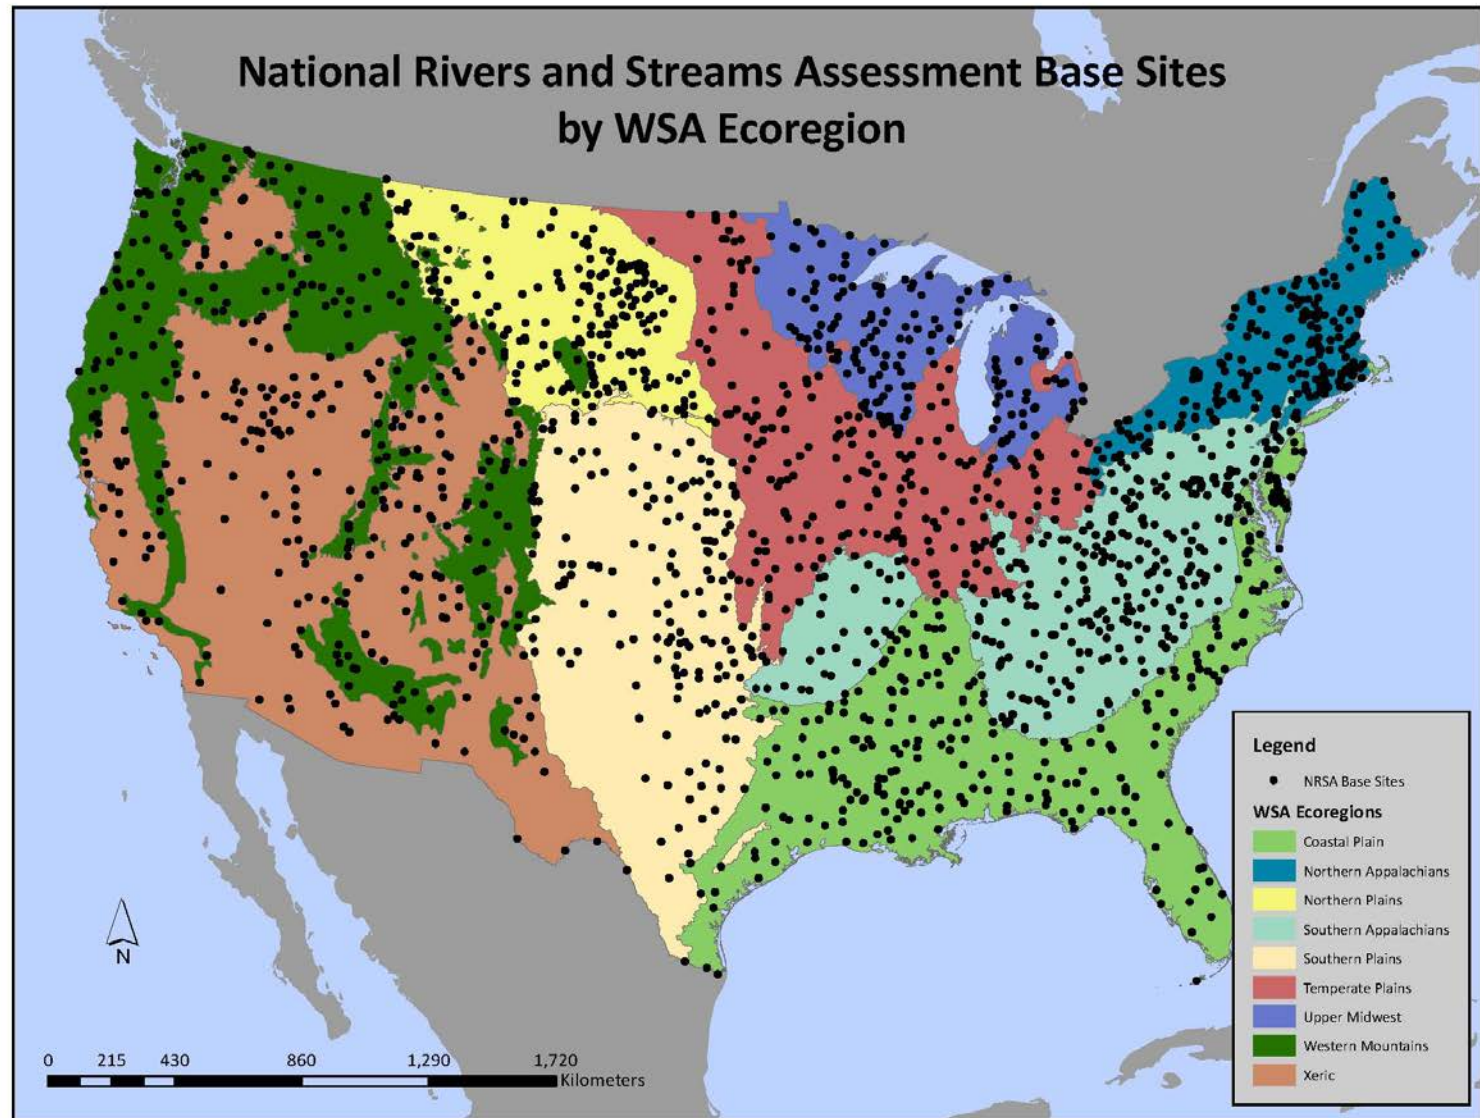 National Rivers and Streams Assessment Base Sites
by WSA Ecoregion
Legend
NRSA Base Sites
WSA Ecoregions
Coastal Plain
Northern Appalachians
Northern Plains
Southern Appalachians
Southern Plains
Temperate Plains
Upper Midwest
Western Mountains
Xeric
N
0 215 430 860 1,290 1,720
Kilometers